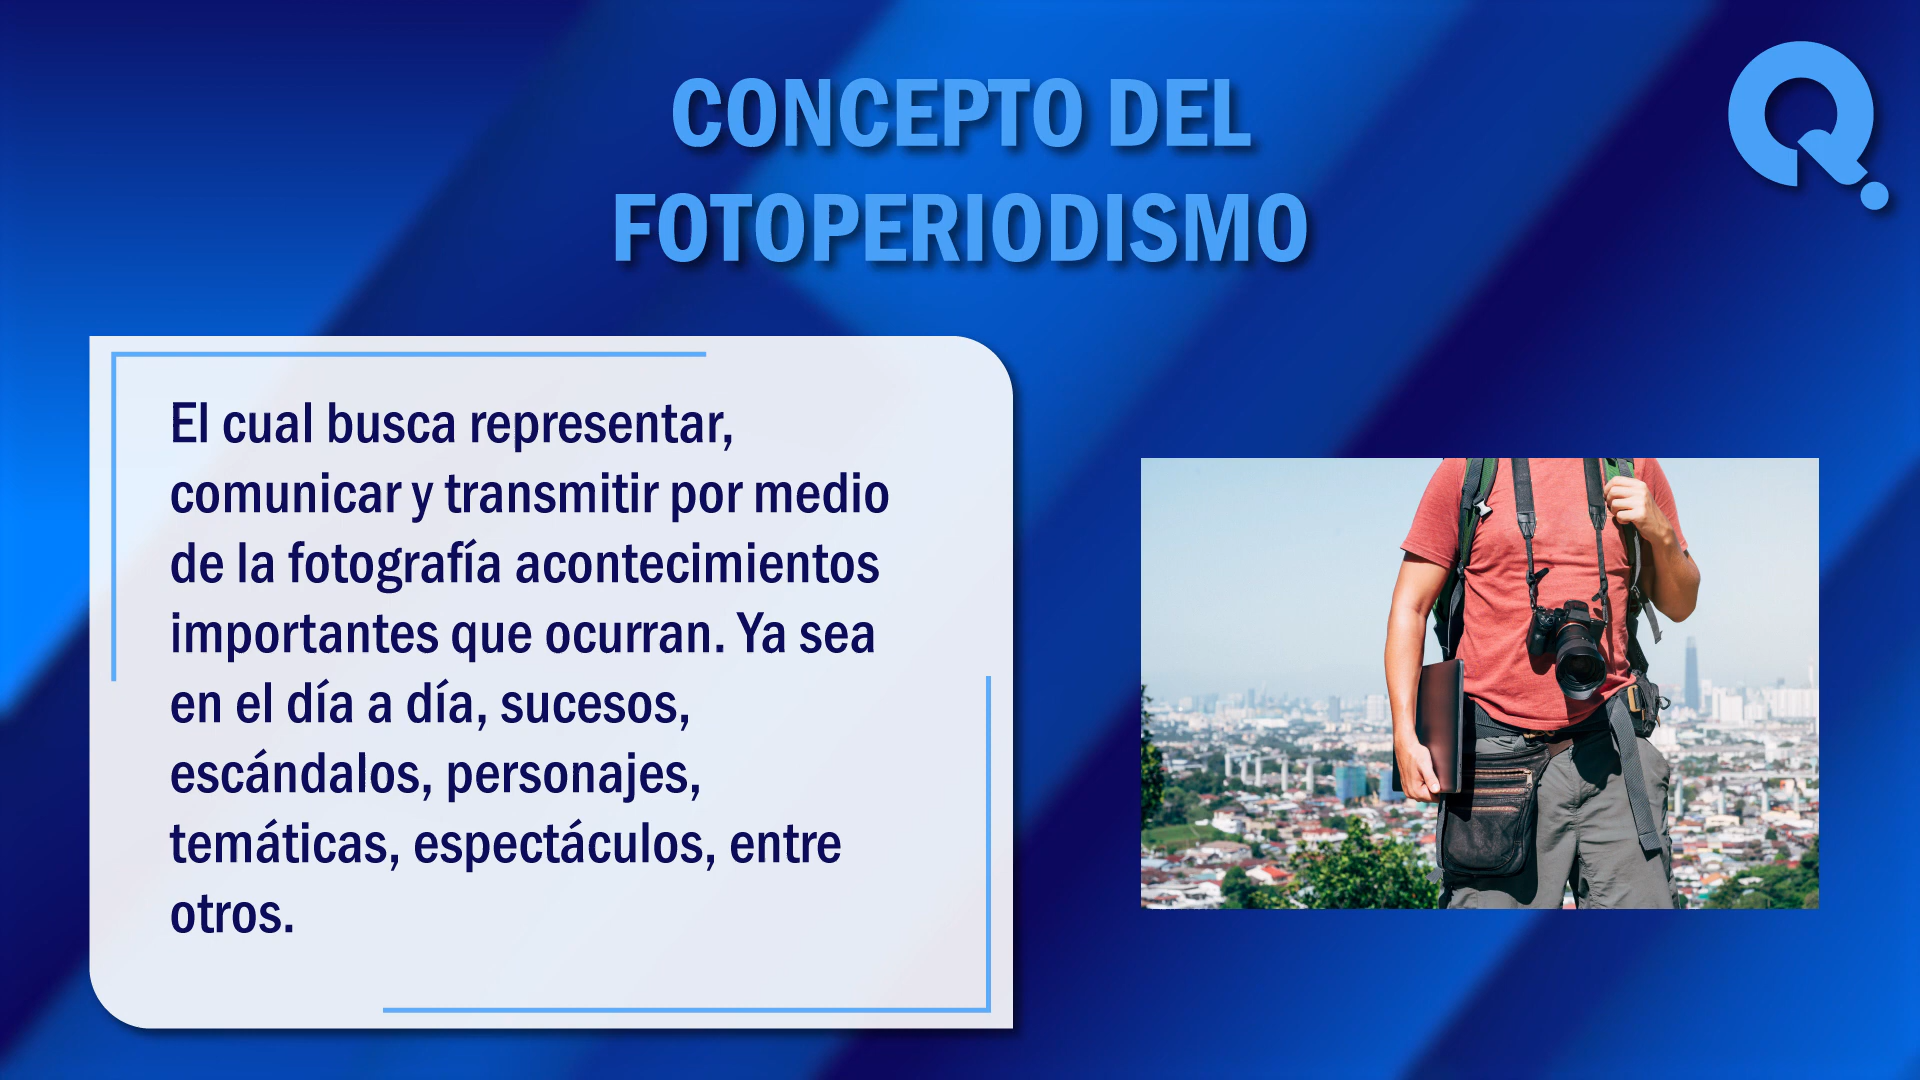 CONCEPTO DEL
FOTOPERIODISMO
El cual busca representar,
comunicar y transmitir por medio
de la fotografía acontecimientos
importantes que ocurran. Ya sea
en el día a día, sucesos,
escándalos, personajes,
temáticas, espectáculos, entre
otros.